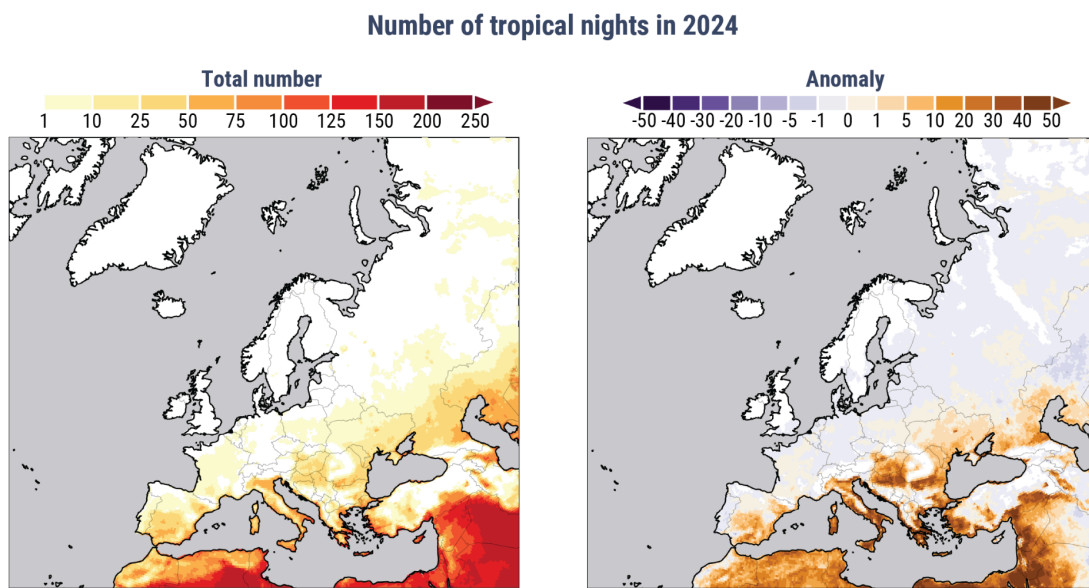 Number of tropical nights in 2024
Total number
1 10 25 50 75 100 125 150 200 250
Anomaly
-50 -40 -30 -20 -10 -5 -1 0 1 5 10 20 30 40 50